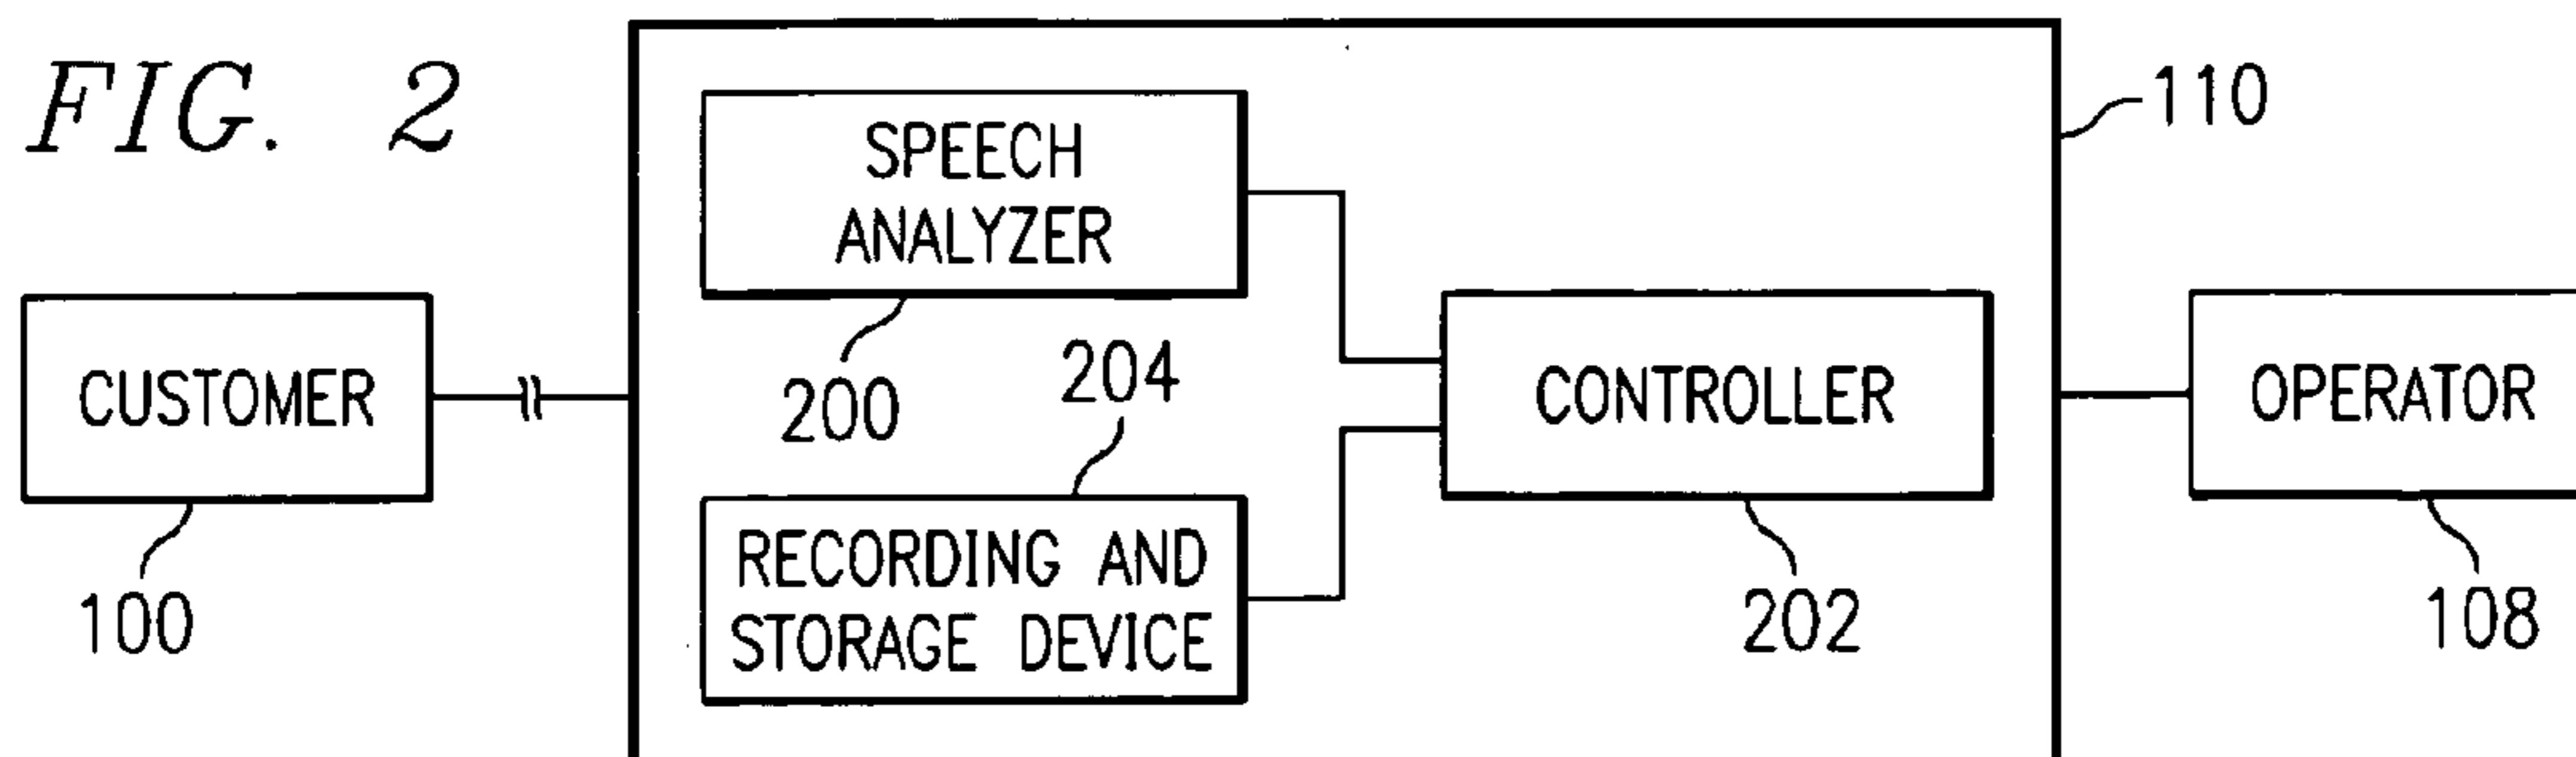 FIG. 2
110
SPEECH
ANALYZER
200
CUSTOMER
100
204
RECORDING AND
STORAGE DEVICE
CONTROLLER
202
OPERATOR
108